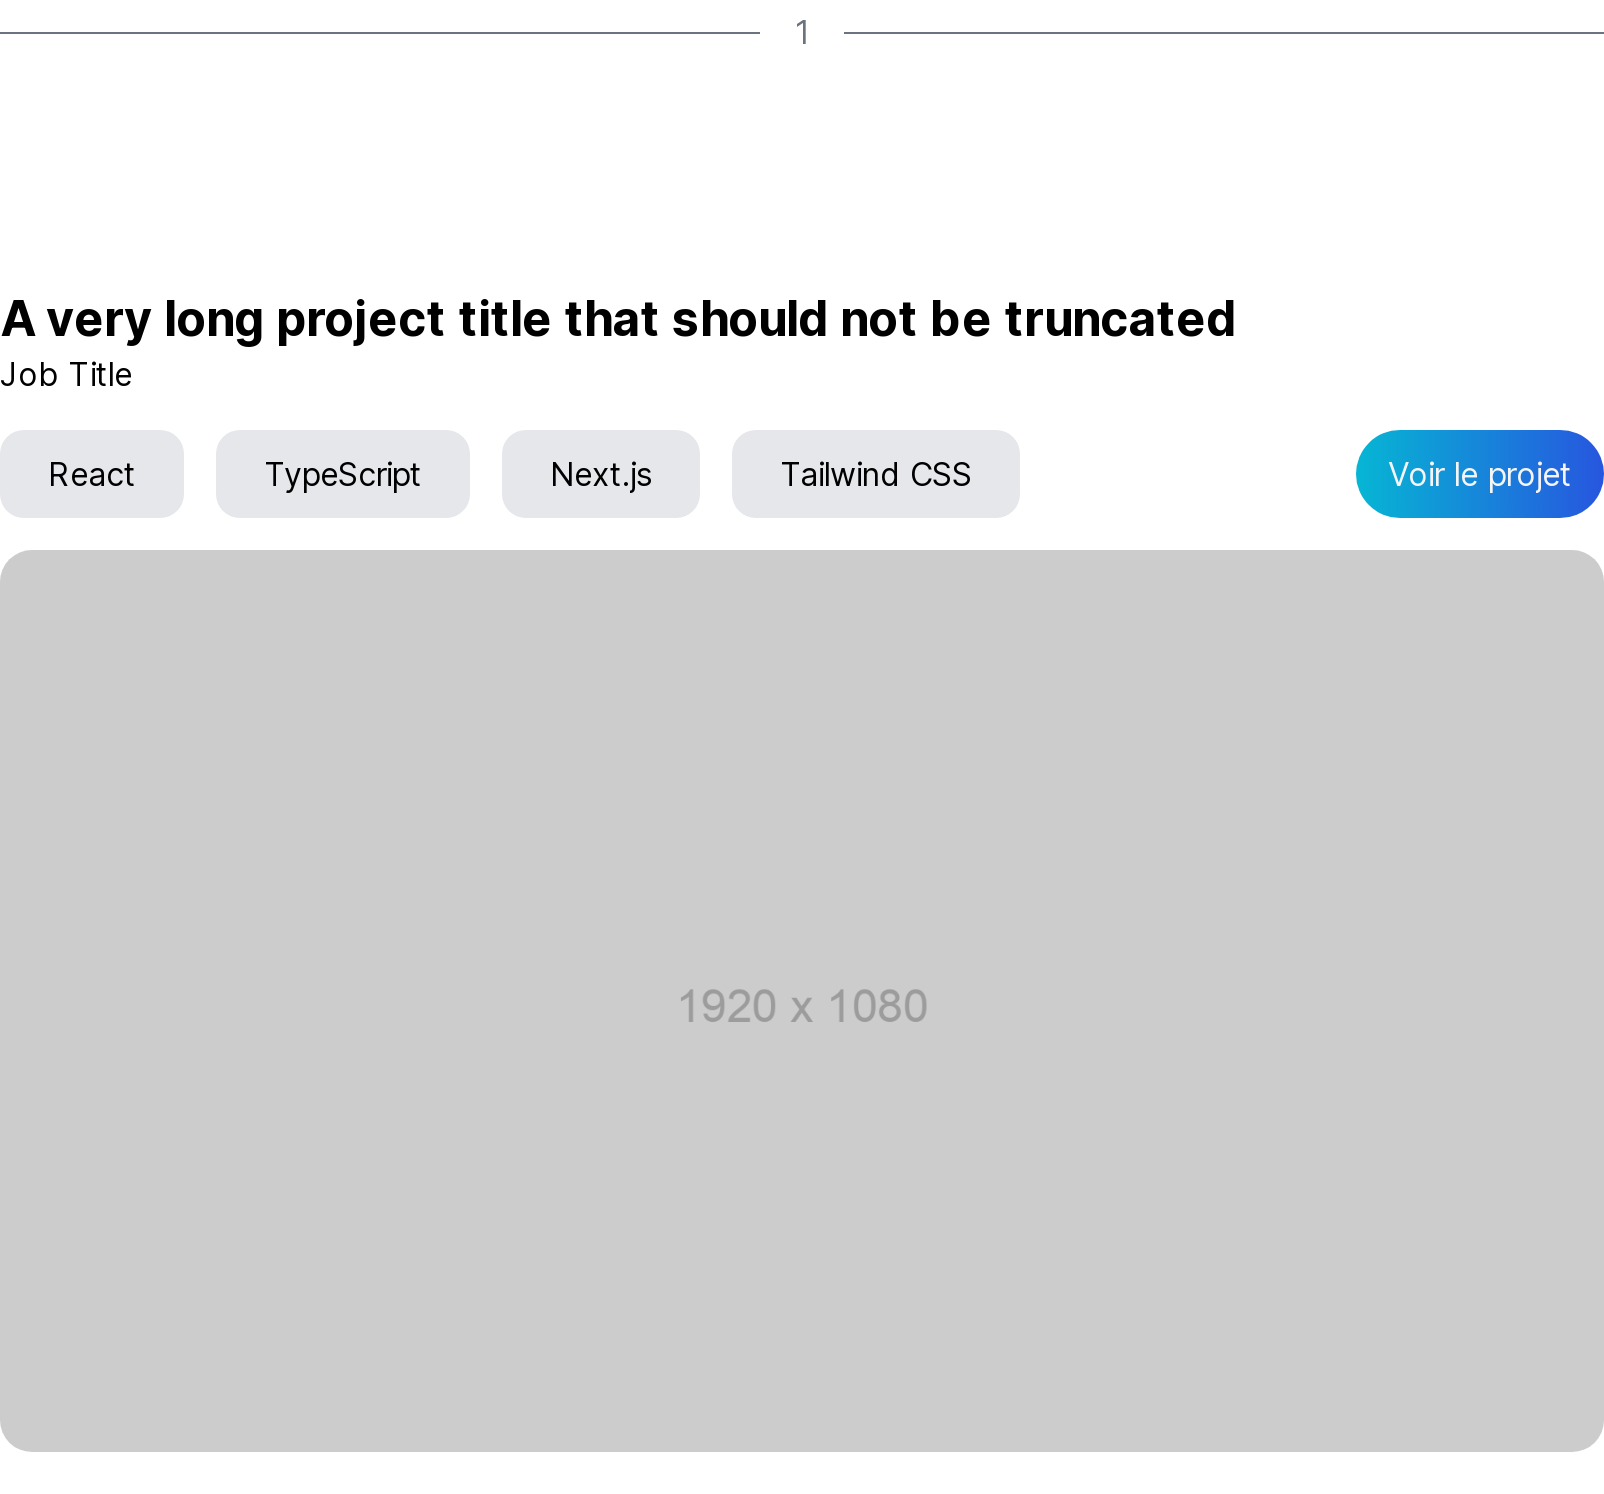 1
A very long project title that should not be truncated
Job Title
React TypeScript Next.js Tailwind CSS Voir le projet
1920 x 1080